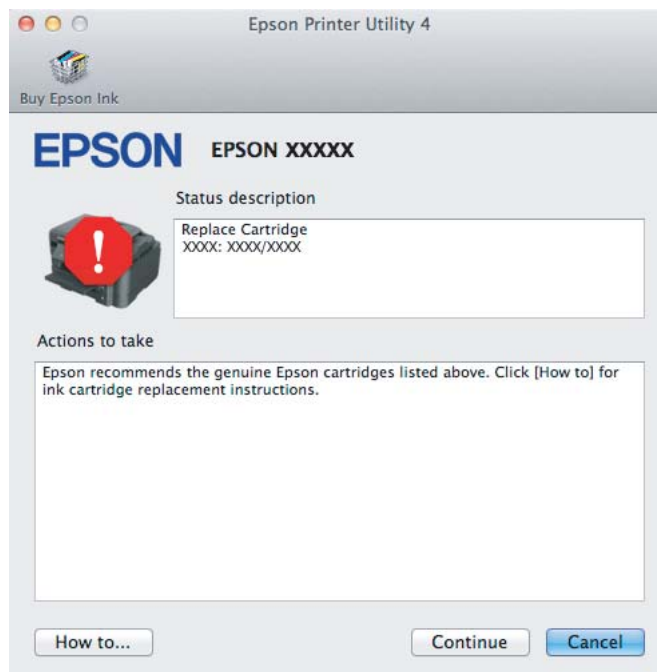 Epson Printer Utility 4
Buy Epson Ink
EPSON EPSON XXXXX
Status description
Replace Cartridge
XXXX: XXXX/XXXX
!
Actions to take
Epson recommends the genuine Epson cartridges listed above. Click [How to] for
ink cartridge replacement instructions.
How to... Continue Cancel